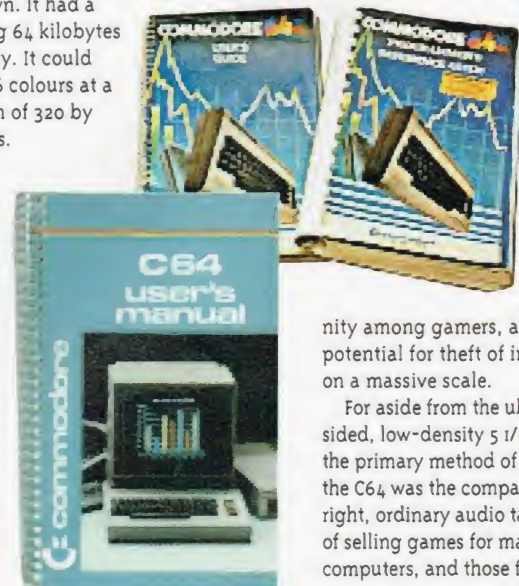 wn. It had a
g 64 kilobytes
y. It could
6 colours at a
n of 320 by
s.
COMMODORE 64
USER'S
GUIDE
COMMODORE 64
PROGRAMMER'S
REFERENCE GUIDE
C64
user's
manual
commodore
nity among gamers, a
potential for theft of i
on a massive scale.
For aside from the ul
sided, low-density 5 1/
the primary method of
the C64 was the compa
right, ordinary audio ta
of selling games for ma
computers, and those f